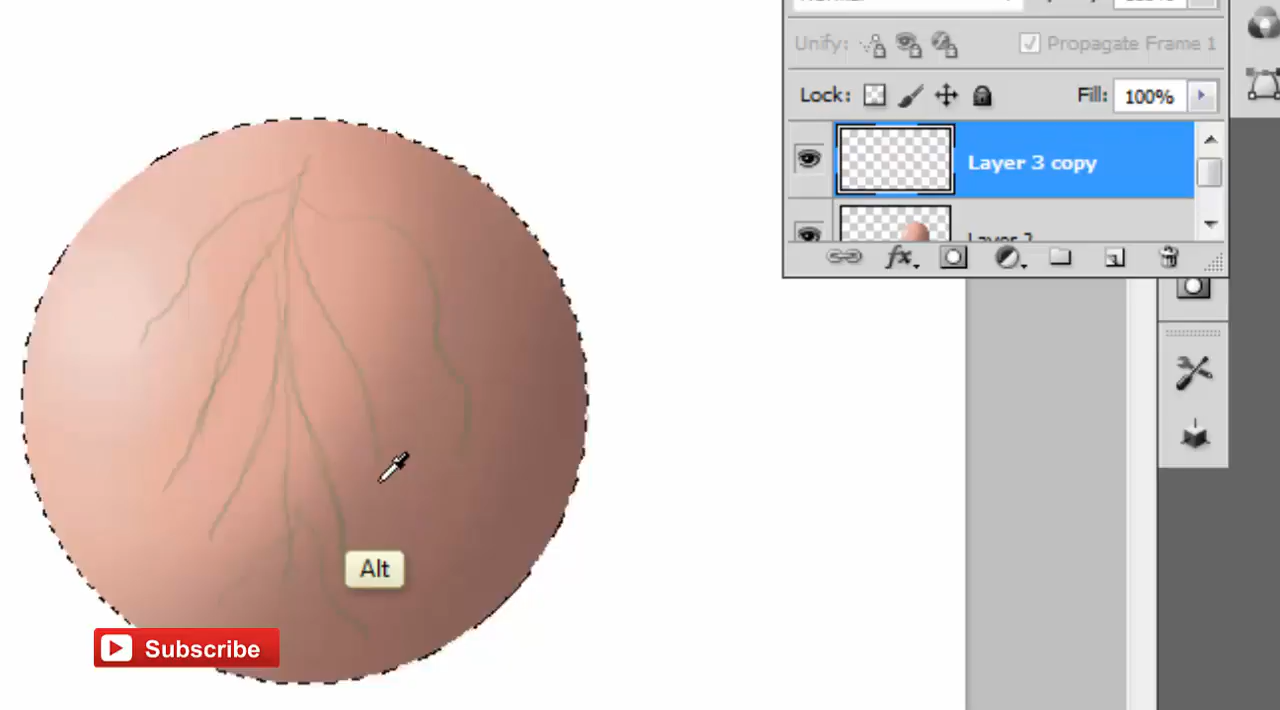 Unify:
Propagate Frame 1
Lock:
Fill: 100%
Layer 3 copy
fx
Alt
Subscribe